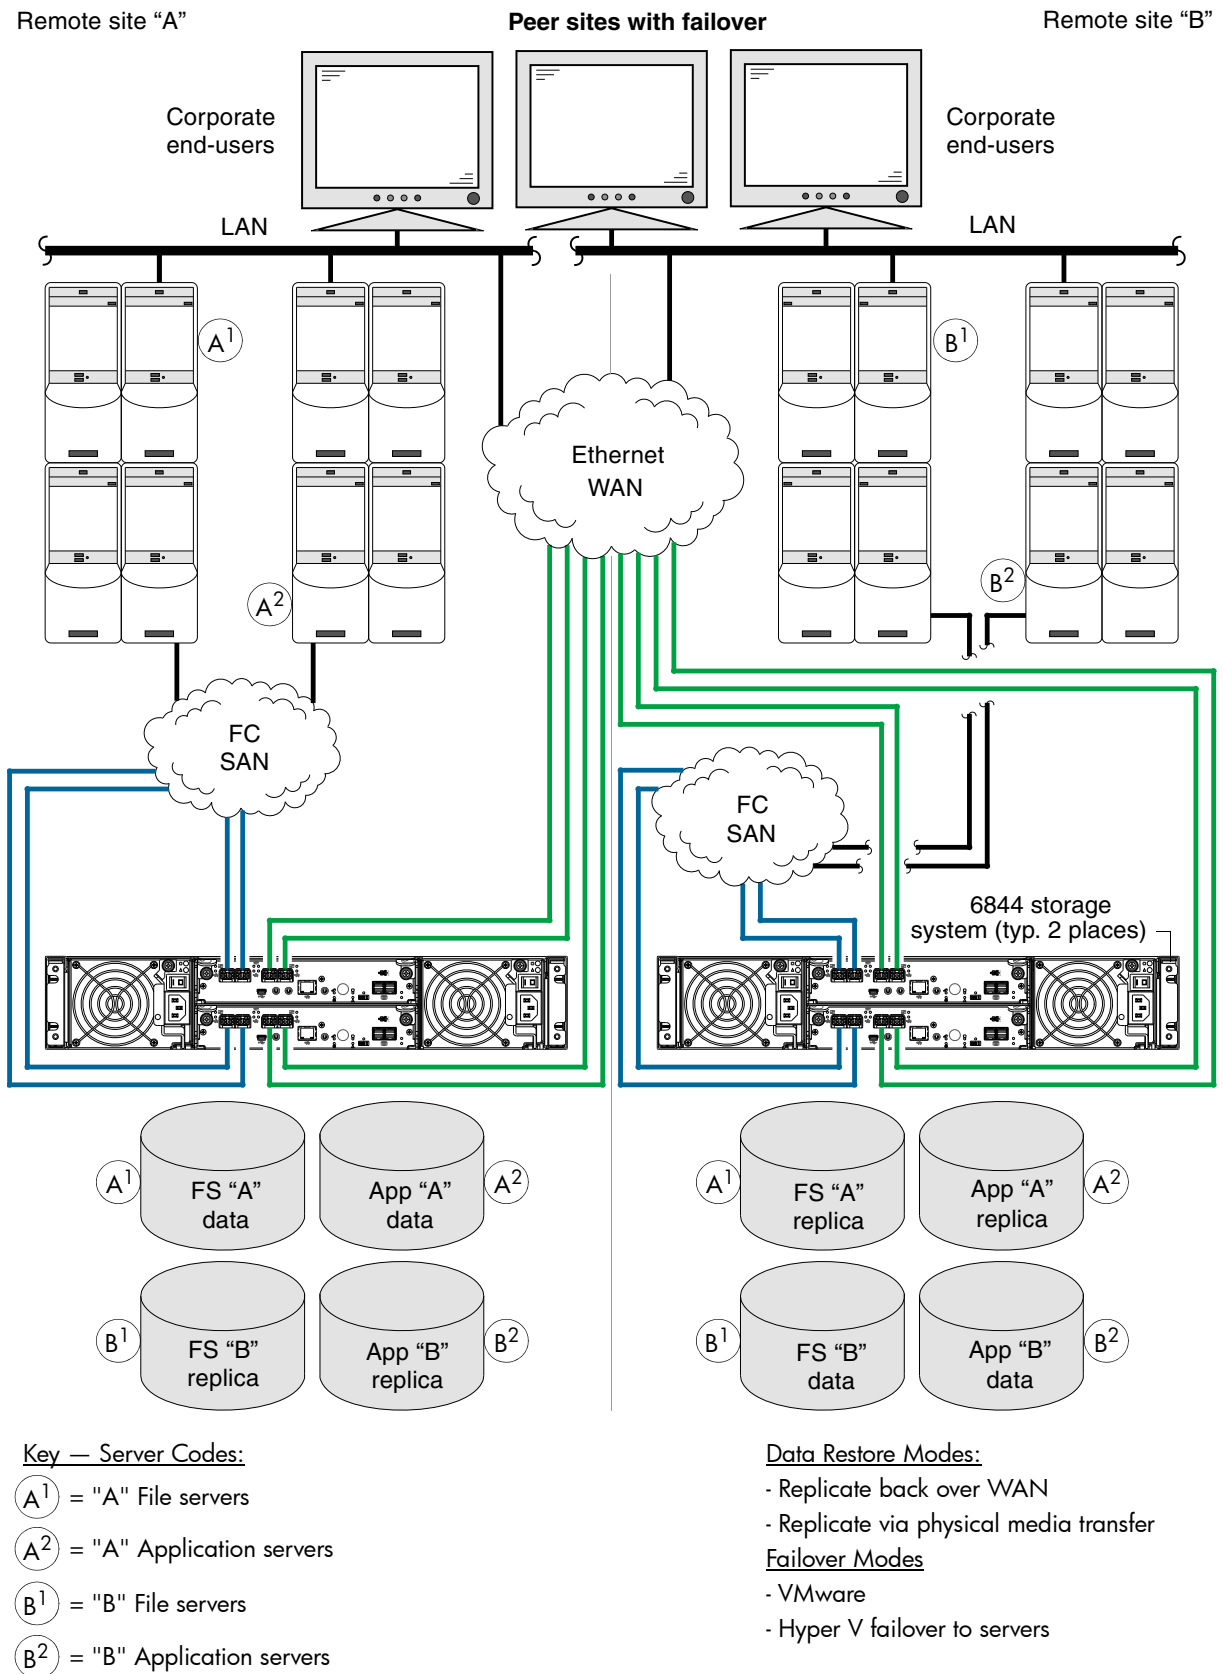 Remote site “A”
Peer sites with failover
Remote site “B”
Corporate
end-users
Corporate
end-users
LAN
LAN
A1
B1
Ethernet
WAN
A2
B2
FC
SAN
FC
SAN
6844 storage
system (typ. 2 places)
A1
FS “A”
data
App “A”
data
A2
A1
FS “A”
replica
App “A”
replica
A2
B1
FS “B”
replica
App “B”
replica
B2
B1
FS “B”
data
App “B”
data
B2
Key — Server Codes:
A1 = "A" File servers
A2 = "A" Application servers
B1 = "B" File servers
B2 = "B" Application servers
Data Restore Modes:
- Replicate back over WAN
- Replicate via physical media transfer
Failover Modes
- VMware
- Hyper V failover to servers